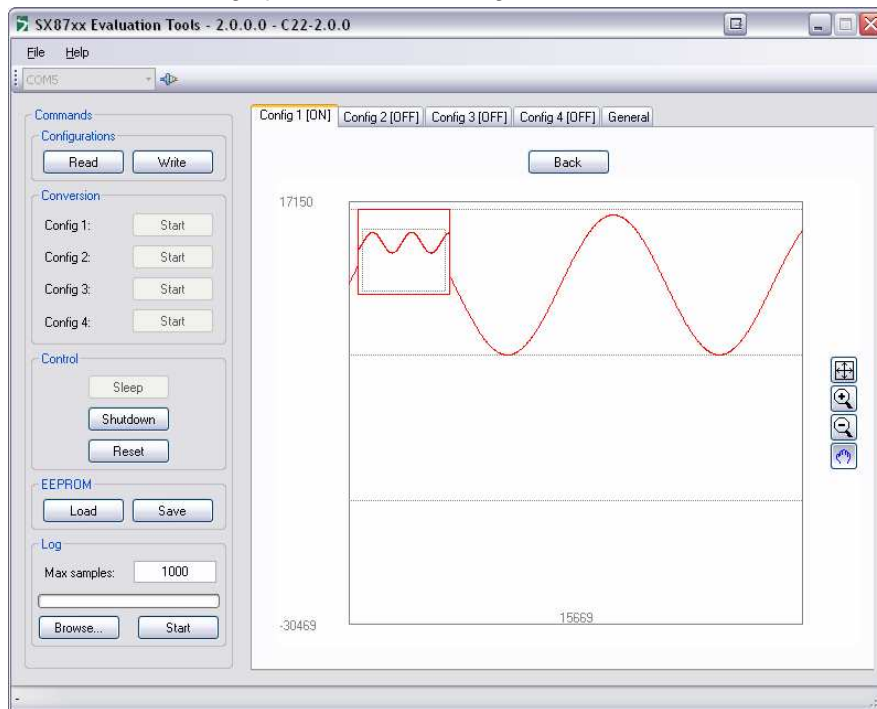 SX87xx Evaluation Tools - 2.0.0.0 - C22-2.0.0
File Help
COM5
Commands
Configurations
Read Write
Conversion
Config 1: Start
Config 2: Start
Config 3: Start
Config 4: Start
Control
Sleep
Shutdown
Reset
EEPROM
Load Save
Log
Max samples: 1000
Browse... Start
Config 1 [ON] Config 2 [OFF] Config 3 [OFF] Config 4 [OFF] General
Back
17150
-30469
15669
-